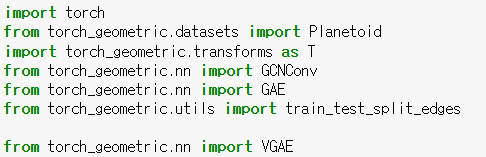 import torch
from torch_geometric.datasets import Planetoid
import torch_geometric.transforms as T
from torch_geometric.nn import GCNConv
from torch_geometric.nn import GAE
from torch_geometric.utils import train_test_split_edges
from torch_geometric.nn import VGAE